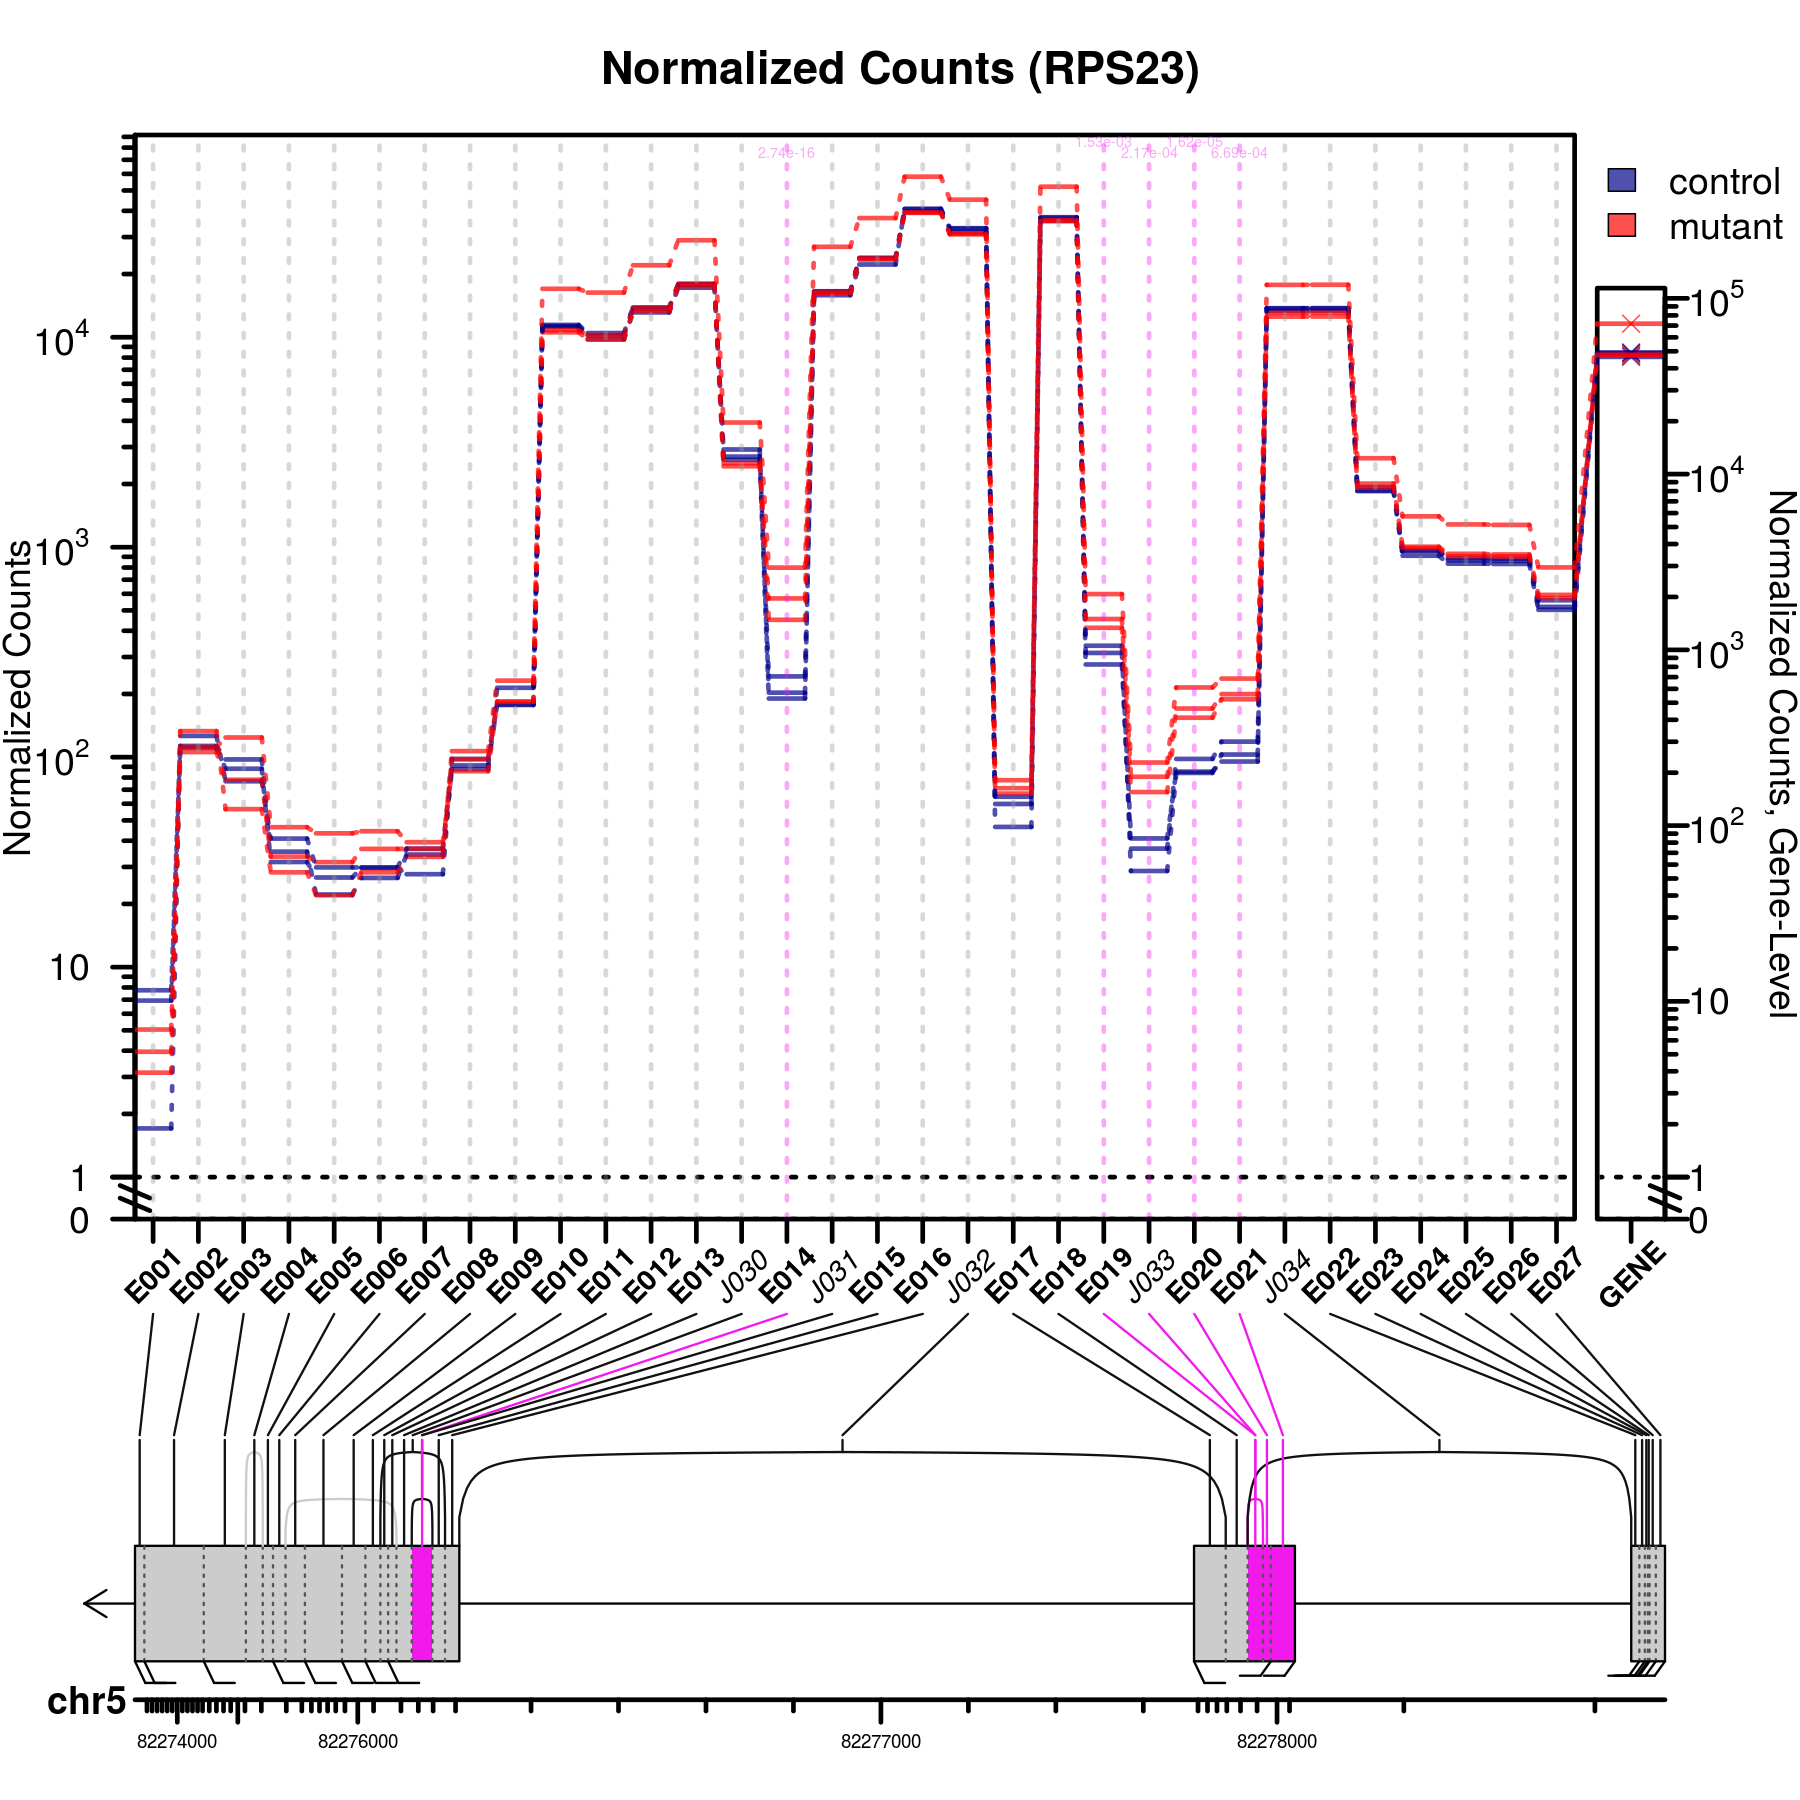 Normalized Counts (RPS23)
2.74e-16
1.53e-03
2.17e-04
1.62e-05
6.69e-04
control
mutant
Normalized Counts
10^4
10^3
10^2
10
1
0
10^5
10^4
10^3
10^2
10
1
0
Normalized Counts, Gene-Level
E001 E002 E003 E004 E005 E006 E007 E008 E009 E010 E011 E012 E013 J030 E014 J031 E015 E016 J032 E017 E018 E019 J033 E020 E021 J034 E022 E023 E024 E025 E026 E027 GENE
chr5
82274000 82276000 82277000 82278000